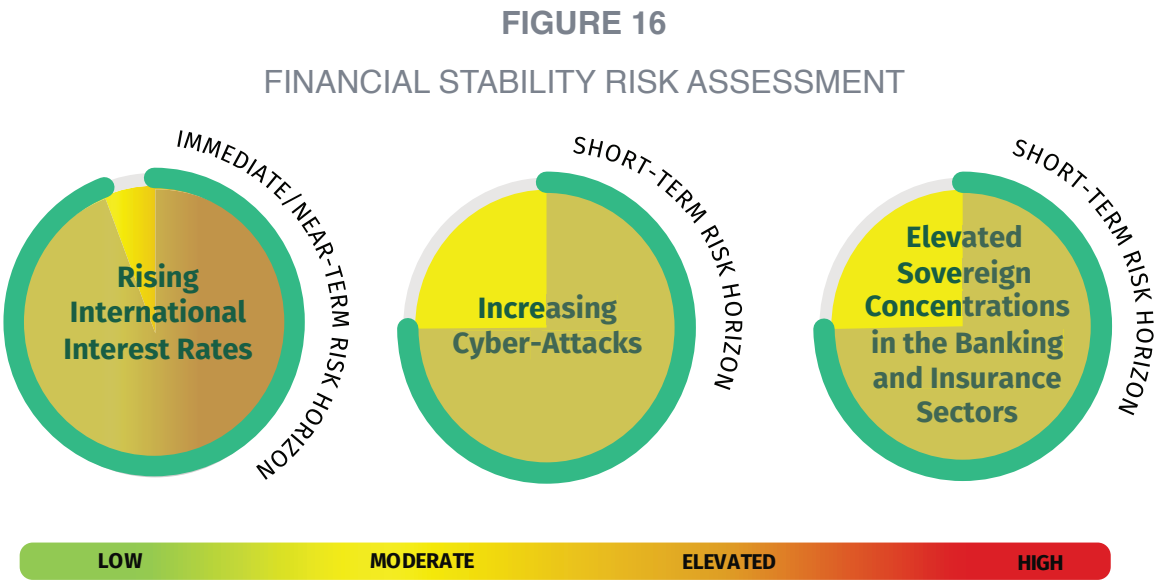 FIGURE 16
FINANCIAL STABILITY RISK ASSESSMENT
IMMEDIATE/NEAR-TERM RISK HORIZON
Rising
International
Interest Rates
SHORT-TERM RISK HORIZON
Increasing
Cyber-Attacks
SHORT-TERM RISK HORIZON
Elevated
Sovereign
Concentrations
in the Banking
and Insurance
Sectors
LOW MODERATE ELEVATED HIGH